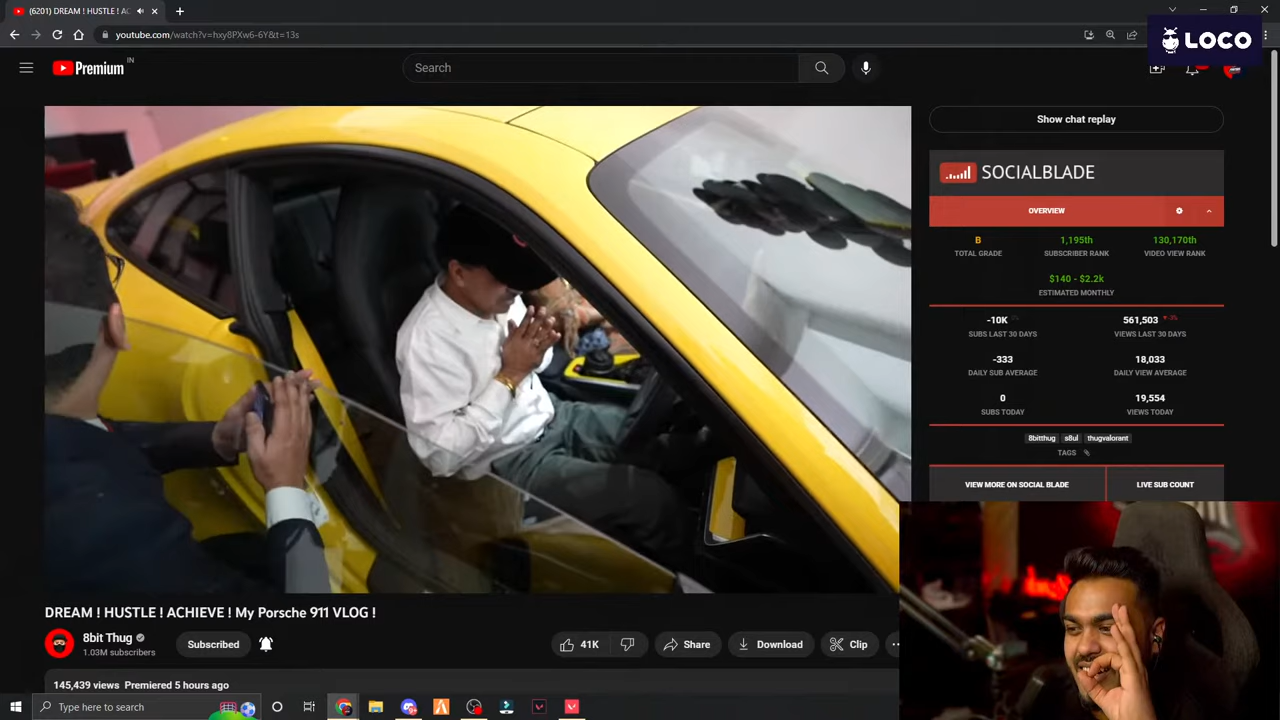 (6201) DREAM ! HUSTLE ! AC
youtube.com/watch?v=hxy8PXw6-6Y&t=13s
LOCO
Premium IN
Search
Show chat replay
SOCIALBLADE
OVERVIEW
B 1,195th 130,170th
TOTAL GRADE SUBSCRIBER RANK VIDEO VIEW RANK
$140 - $2.2k
ESTIMATED MONTHLY
-10K 561,503
SUBS LAST 30 DAYS VIEWS LAST 30 DAYS
-333 18,033
DAILY SUB AVERAGE DAILY VIEW AVERAGE
0 19,554
SUBS TODAY VIEWS TODAY
8bitthug s8ul thugvalorant
TAGS
VIEW MORE ON SOCIAL BLADE LIVE SUB COUNT
DREAM ! HUSTLE ! ACHIEVE ! My Porsche 911 VLOG !
8bit Thug
1.03M subscribers
Subscribed
41K Share Download Clip
145,439 views Premiered 5 hours ago
Type here to search